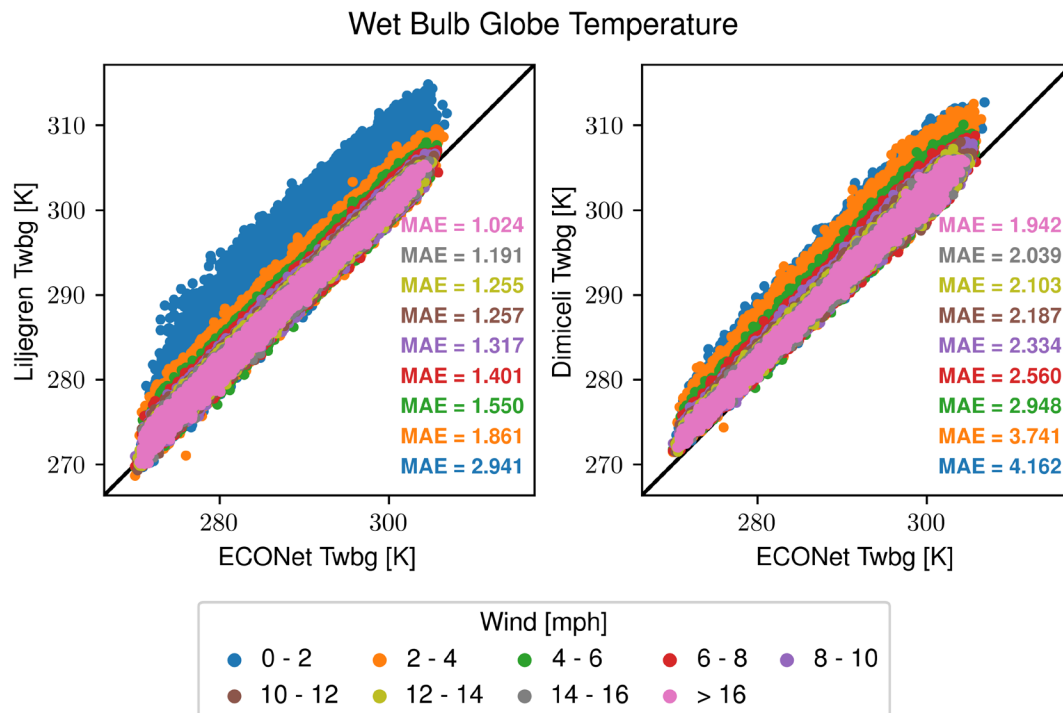 Wet Bulb Globe Temperature
Liljegren Twbg [K]
310
300
290
280
270
MAE = 1.024
MAE = 1.191
MAE = 1.255
MAE = 1.257
MAE = 1.317
MAE = 1.401
MAE = 1.550
MAE = 1.861
MAE = 2.941
280 300
ECONet Twbg [K]
Dimiceli Twbg [K]
310
300
290
280
270
MAE = 1.942
MAE = 2.039
MAE = 2.103
MAE = 2.187
MAE = 2.334
MAE = 2.560
MAE = 2.948
MAE = 3.741
MAE = 4.162
280 300
ECONet Twbg [K]
Wind [mph]
0 - 2 2 - 4 4 - 6 6 - 8 8 - 10
10 - 12 12 - 14 14 - 16 > 16